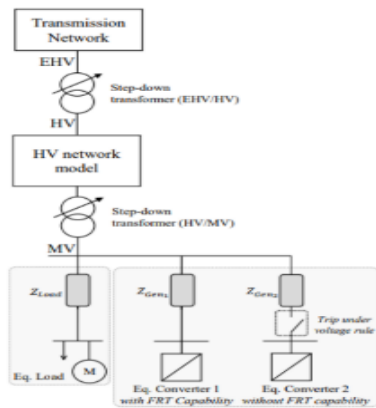 Transmission
Network
EHV
Step-down
transformer (EHV/HV)
HV
HV network
model
Step-down
transformer (HV/MV)
MV
Z_Load
Z_Gen1
Z_Gen2
Trip under
voltage rule
Eq. Load
M
Eq. Converter 1
with FRT Capability
Eq. Converter 2
without FRT capability